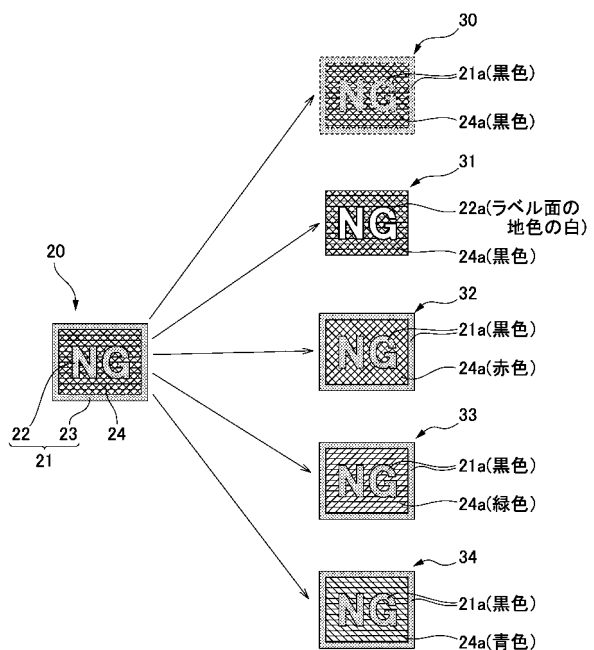 30
NG
21a(黒色)
24a(黒色)
31
NG
22a(ラベル面の
地色の白)
24a(黒色)
20
NG
22 23 24
21
32
NG
21a(黒色)
24a(赤色)
33
NG
21a(黒色)
24a(緑色)
34
NG
21a(黒色)
24a(青色)